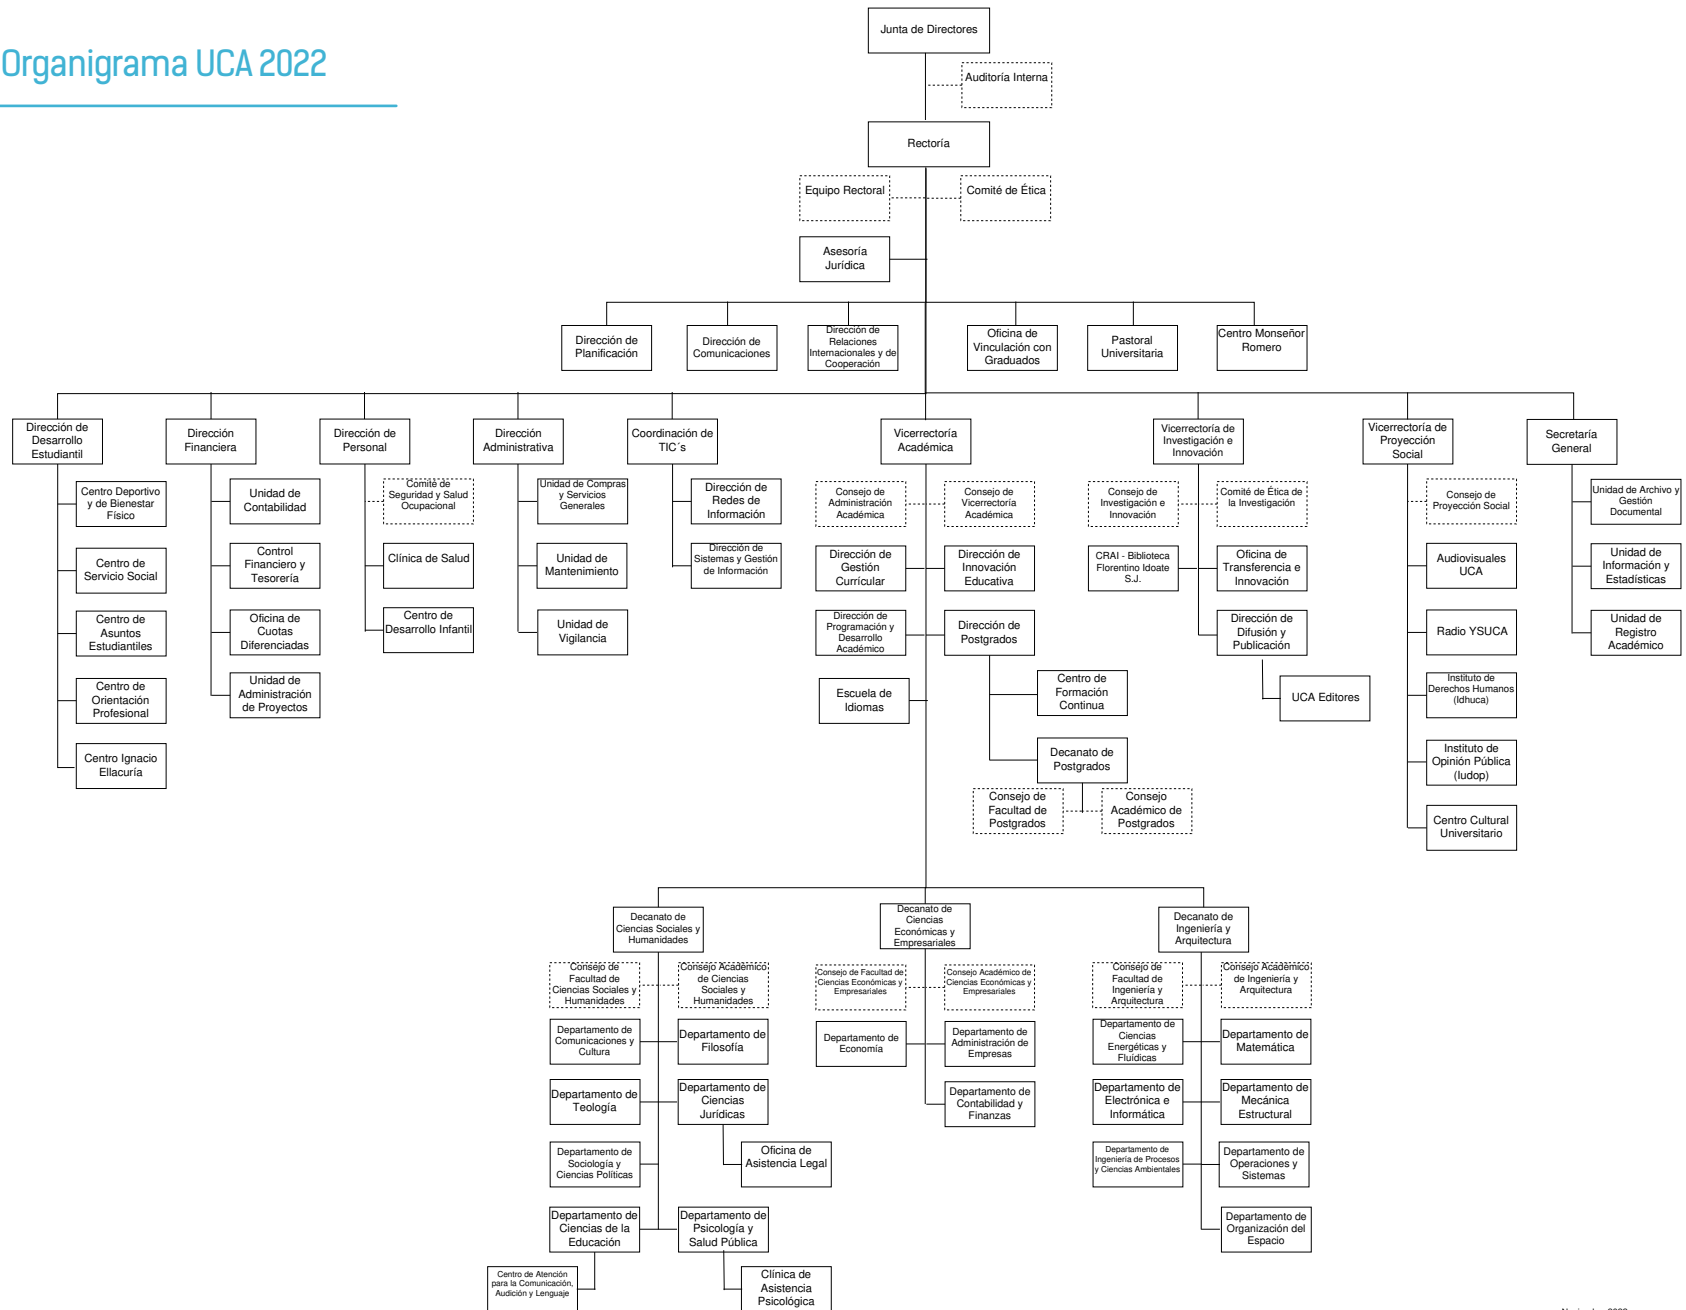 Organigrama UCA 2022
Junta de Directores
Auditoría Interna
Rectoría
Equipo Rectoral
Comité de Ética
Asesoría
Jurídica
Dirección de
Planificación
Dirección de
Comunicaciones
Dirección de
Relaciones
Internacionales y de
Cooperación
Oficina de
Vinculación con
Graduados
Pastoral
Universitaria
Centro Monseñor
Romero
Dirección de
Desarrollo
Estudiantil
Dirección
Financiera
Dirección de
Personal
Dirección
Administrativa
Coordinación de
TIC´s
Vicerrectoría
Académica
Vicerrectoría de
Investigación e
Innovación
Vicerrectoría de
Proyección
Social
Secretaría
General
Centro Deportivo
y de Bienestar
Físico
Centro de
Servicio Social
Centro de
Asuntos
Estudiantiles
Centro de
Orientación
Profesional
Centro Ignacio
Ellacuría
Unidad de
Contabilidad
Control
Financiero y
Tesorería
Oficina de
Cuotas
Diferenciadas
Unidad de
Administración
de Proyectos
Comité de
Seguridad y Salud
Ocupacional
Clínica de Salud
Centro de
Desarrollo Infantil
Unidad de Compras
y Servicios
Generales
Unidad de
Mantenimiento
Unidad de
Vigilancia
Dirección de
Redes de
Información
Dirección de
Sistemas y Gestión
de Información
Consejo de
Administración
Académica
Consejo de
Vicerrectoría
Académica
Dirección de
Gestión
Currícular
Dirección de
Innovación
Educativa
Dirección de
Programación y
Desarrollo
Académico
Dirección de
Postgrados
Escuela de
Idiomas
Centro de
Formación
Continua
Decanato de
Postgrados
Consejo de
Facultad de
Postgrados
Consejo
Académico de
Postgrados
Consejo de
Investigación e
Innovación
Comité de Ética de
la Investigación
CRAI - Biblioteca
Florentino Idoate
S.J.
Oficina de
Transferencia e
Innovación
Dirección de
Difusión y
Publicación
UCA Editores
Consejo de
Proyección Social
Audiovisuales
UCA
Radio YSUCA
Instituto de
Derechos Humanos
(Idhuca)
Instituto de
Opinión Pública
(Iudop)
Centro Cultural
Universitario
Unidad de Archivo y
Gestión
Documental
Unidad de
Información y
Estadísticas
Unidad de
Registro
Académico
Decanato de
Ciencias Sociales y
Humanidades
Decanato de
Ciencias
Económicas y
Empresariales
Decanato de
Ingeniería y
Arquitectura
Consejo de
Facultad de
Ciencias Sociales y
Humanidades
Consejo Académico
de Ciencias
Sociales y
Humanidades
Departamento de
Comunicaciones y
Cultura
Departamento de
Filosofía
Departamento de
Teología
Departamento de
Ciencias
Jurídicas
Departamento de
Sociología y
Ciencias Políticas
Oficina de
Asistencia Legal
Departamento de
Ciencias de la
Educación
Departamento de
Psicología y
Salud Pública
Centro de Atención
para la Comunicación,
Audición y Lenguaje
Clínica de
Asistencia
Psicológica
Consejo de Facultad de
Ciencias Económicas y
Empresariales
Consejo Académico de
Ciencias Económicas y
Empresariales
Departamento de
Economía
Departamento de
Administración de
Empresas
Departamento de
Contabilidad y
Finanzas
Consejo de
Facultad de
Ingeniería y
Arquitectura
Consejo Académico
de Ingeniería y
Arquitectura
Departamento de
Ciencias
Energéticas y
Fluídicas
Departamento de
Matemática
Departamento de
Electrónica e
Informática
Departamento de
Mecánica
Estructural
Departamento de
Ingeniería de Procesos
y Ciencias Ambientales
Departamento de
Operaciones y
Sistemas
Departamento de
Organización del
Espacio